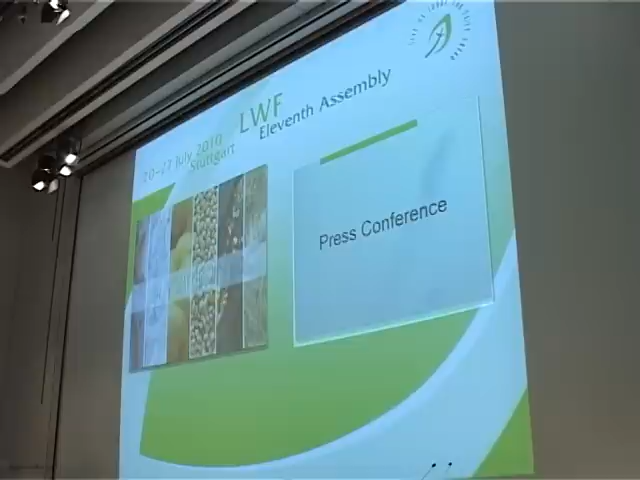 LWF
Eleventh Assembly
20–27 July 2010
Stuttgart
Press Conference